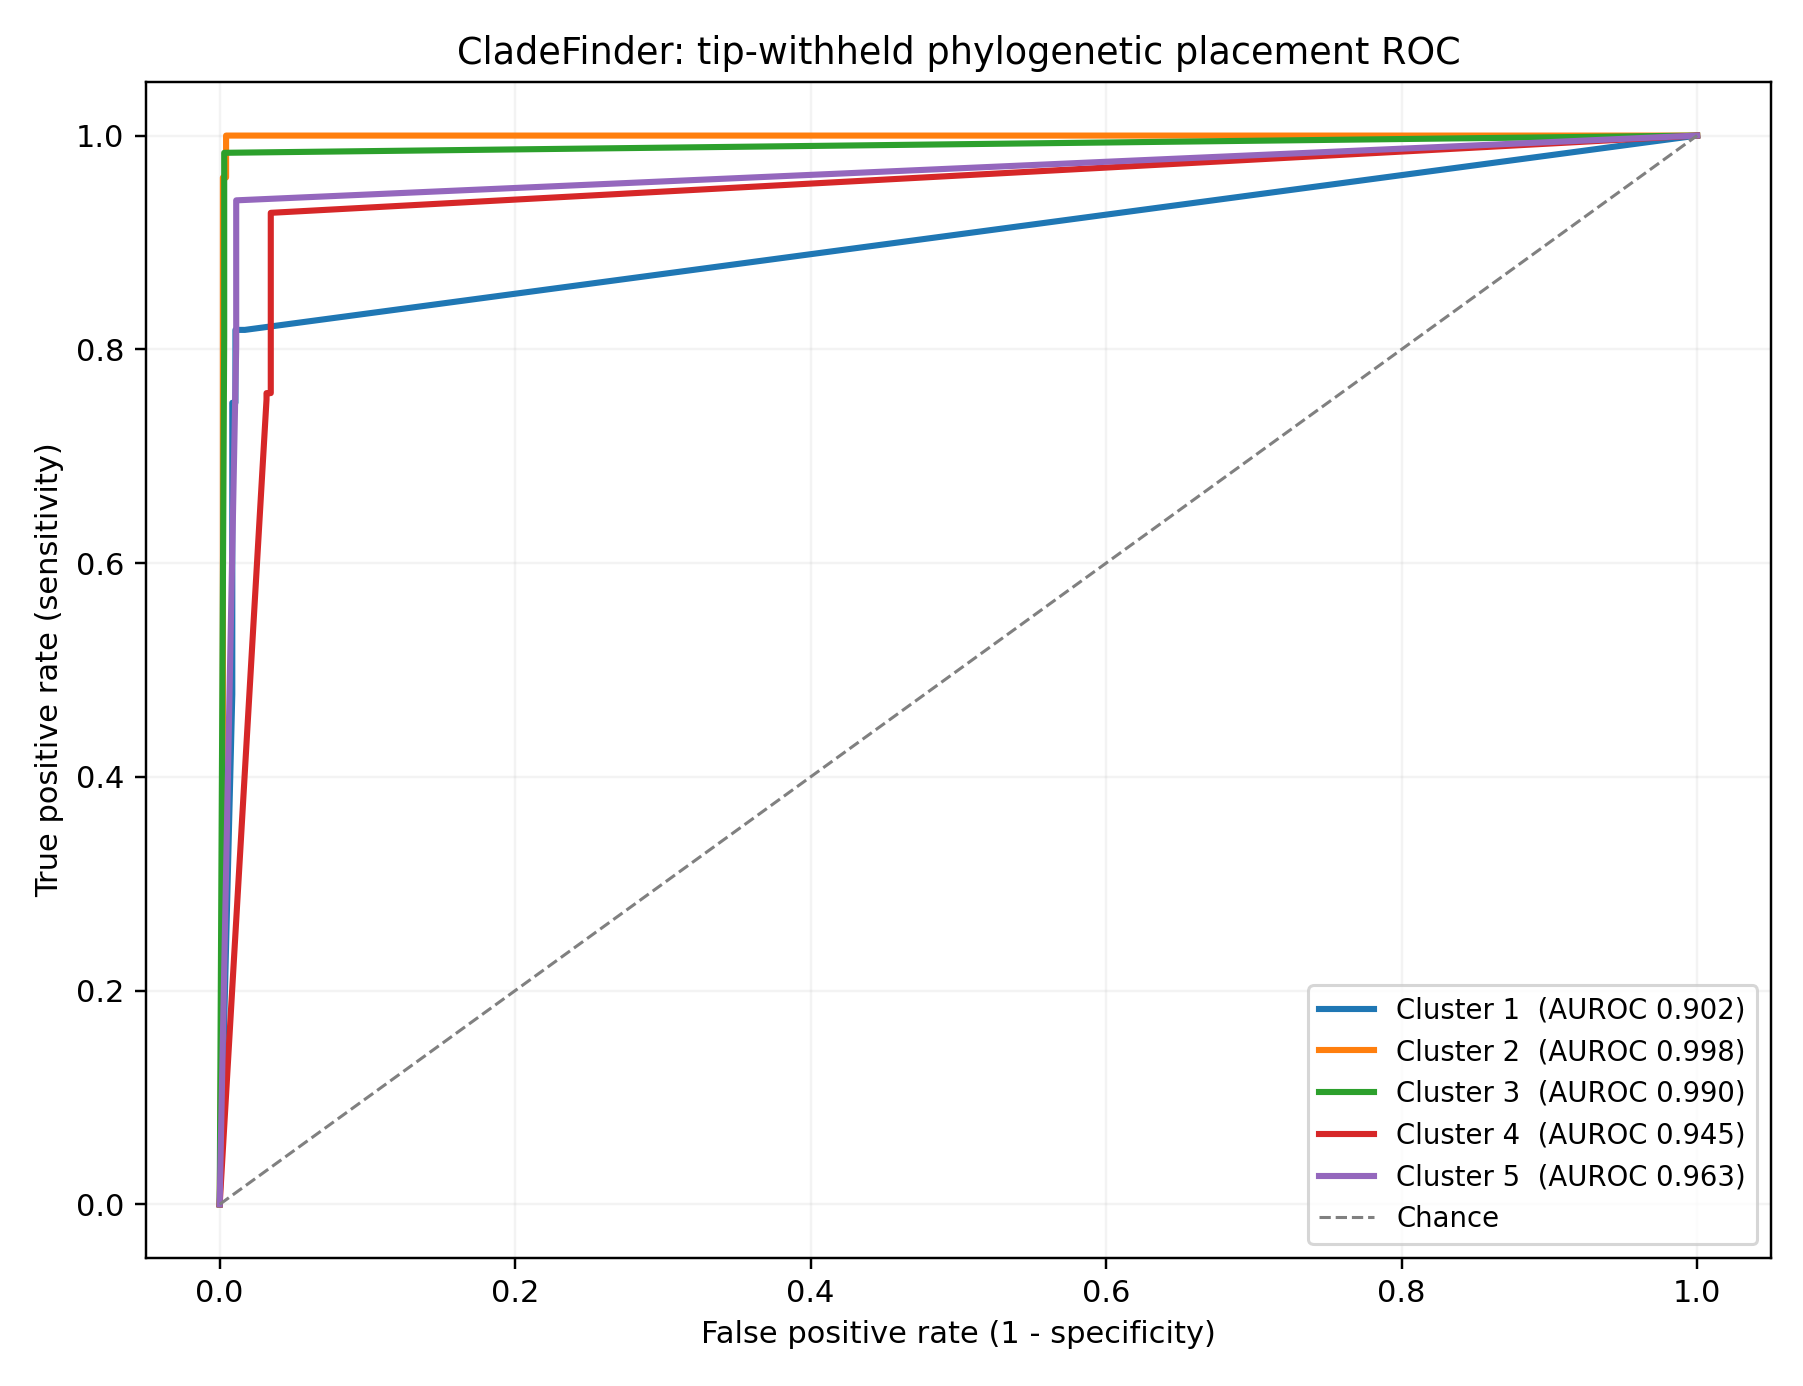 CladeFinder: tip-withheld phylogenetic placement ROC
True positive rate (sensitivity)
1.0
0.8
0.6
0.4
0.2
0.0
0.0 0.2 0.4 0.6 0.8 1.0
False positive rate (1 - specificity)
Cluster 1 (AUROC 0.902)
Cluster 2 (AUROC 0.998)
Cluster 3 (AUROC 0.990)
Cluster 4 (AUROC 0.945)
Cluster 5 (AUROC 0.963)
Chance